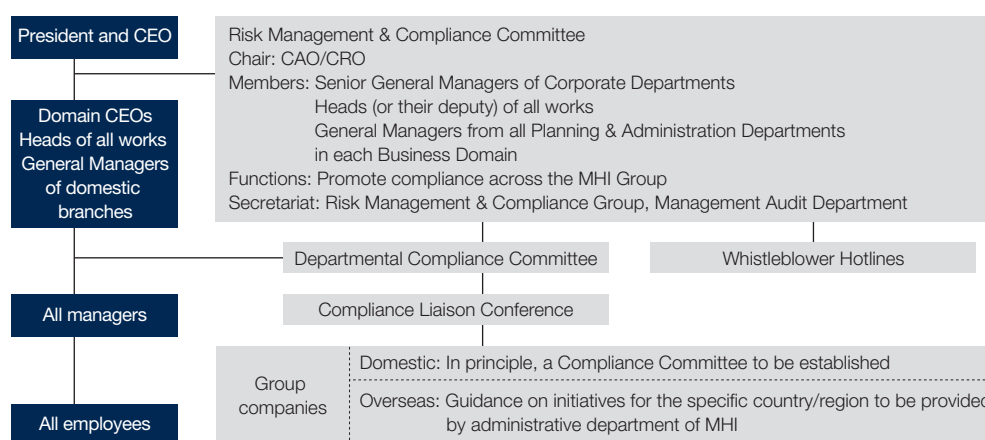 President and CEO
Risk Management & Compliance Committee
Chair: CAO/CRO
Members: Senior General Managers of Corporate Departments
Heads (or their deputy) of all works
General Managers from all Planning & Administration Departments
in each Business Domain
Functions: Promote compliance across the MHI Group
Secretariat: Risk Management & Compliance Group, Management Audit Department
Domain CEOs
Heads of all works
General Managers
of domestic
branches
Departmental Compliance Committee
Whistleblower Hotlines
All managers
Compliance Liaison Conference
Group
companies
Domestic: In principle, a Compliance Committee to be established
Overseas: Guidance on initiatives for the specific country/region to be provided
by administrative department of MHI
All employees